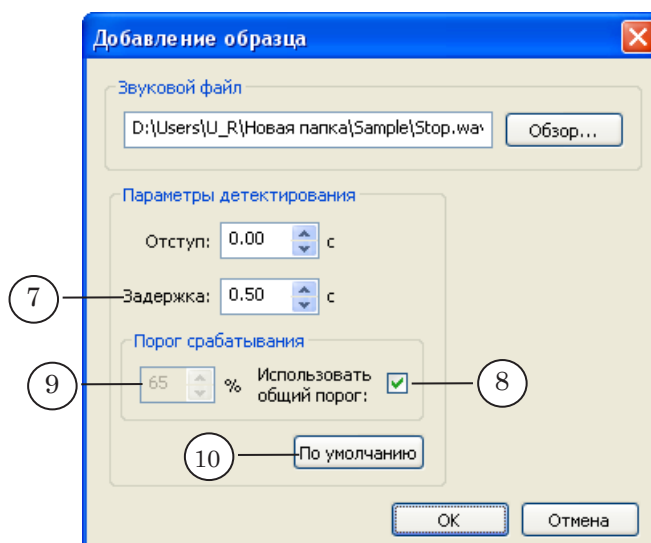 Добавление образца
Звуковой файл
D:\Users\U_R\Новая папка\Sample\Stop.wav Обзор...
Параметры детектирования
Отступ: 0.00 с
7 Задержка: 0.50 с
Порог срабатывания
9 65 % Использовать общий порог: 8
10 По умолчанию
ОК Отмена